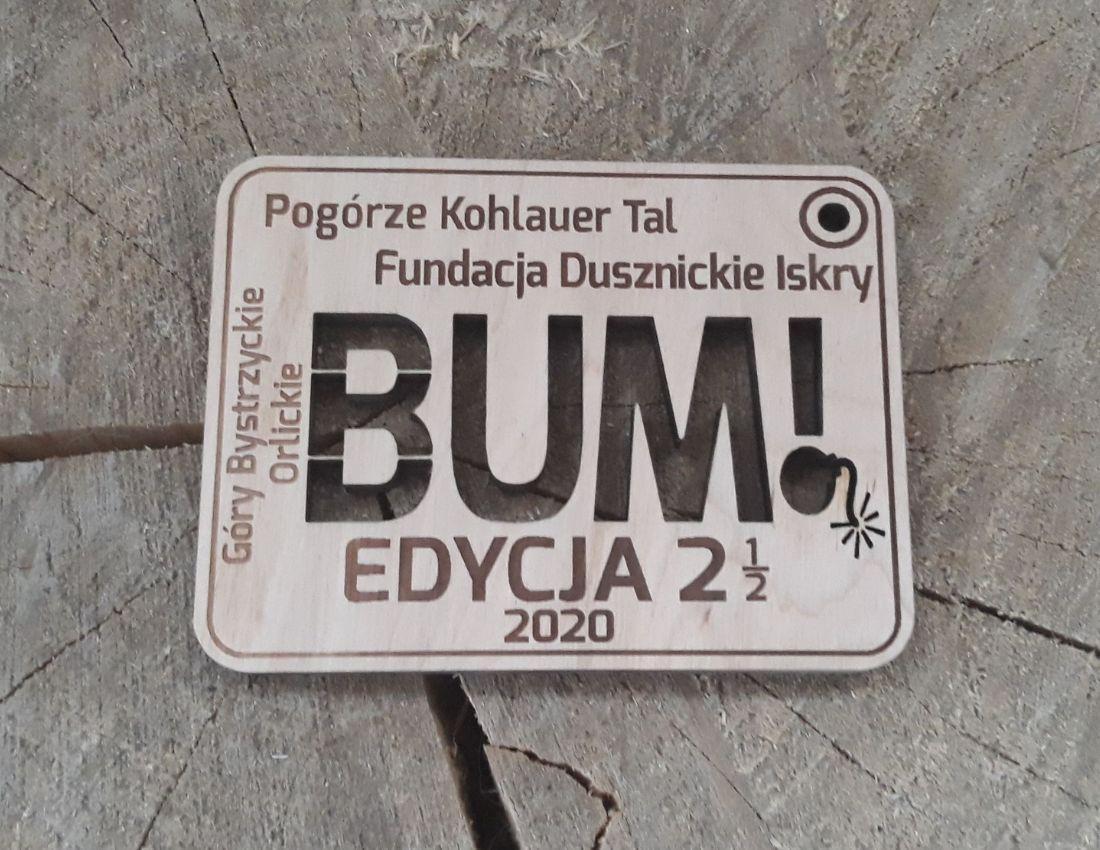 Pogórze Kohlauer Tal
Fundacja Dusznickie Iskry
Góry Bystrzyckie
Orlickie
BUM!
EDYCJA 2 1/2
2020